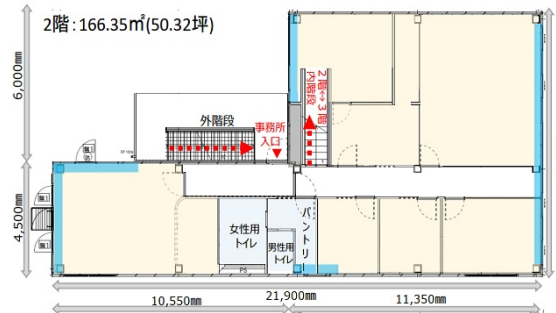 2階：166.35㎡(50.32坪)
6,000mm
2階⇔3階
内階段
外階段
事務所
入口
4,500mm
女性用
トイレ
男性用
トイレ
パントリ
PS
10,550mm
21,900mm
11,350mm